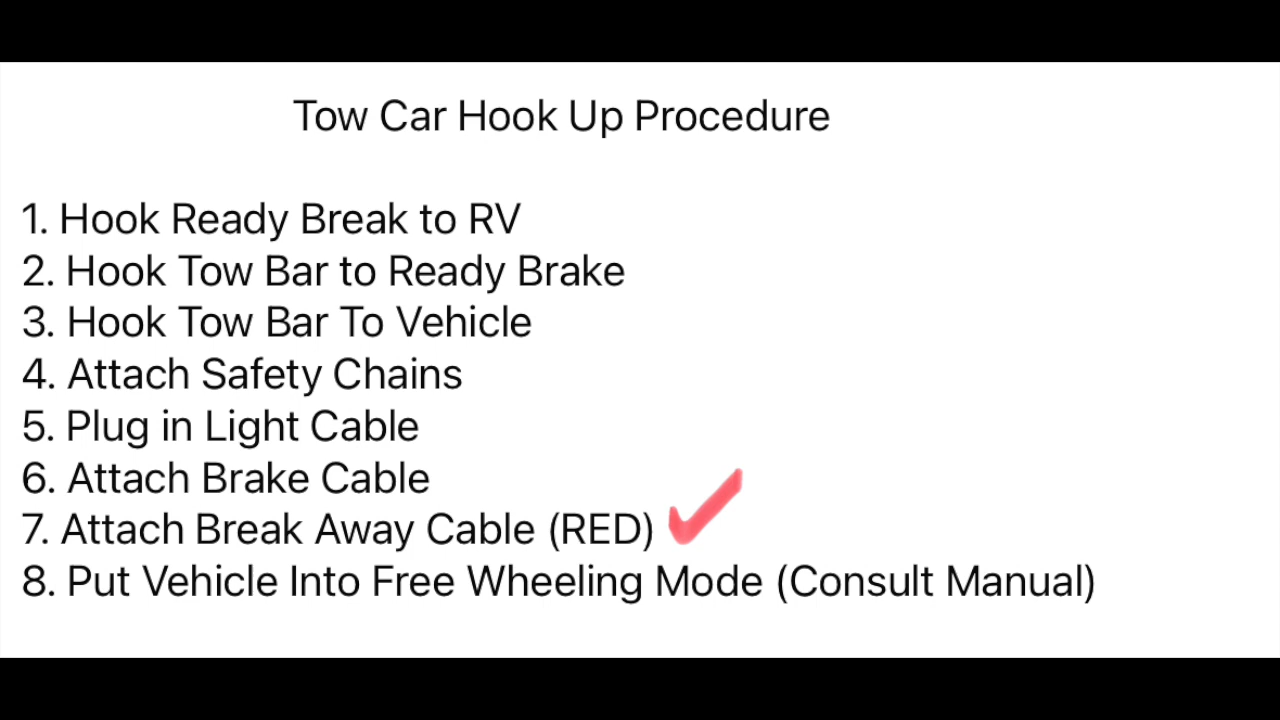 Tow Car Hook Up Procedure
1. Hook Ready Break to RV
2. Hook Tow Bar to Ready Brake
3. Hook Tow Bar To Vehicle
4. Attach Safety Chains
5. Plug in Light Cable
6. Attach Brake Cable
7. Attach Break Away Cable (RED)
8. Put Vehicle Into Free Wheeling Mode (Consult Manual)